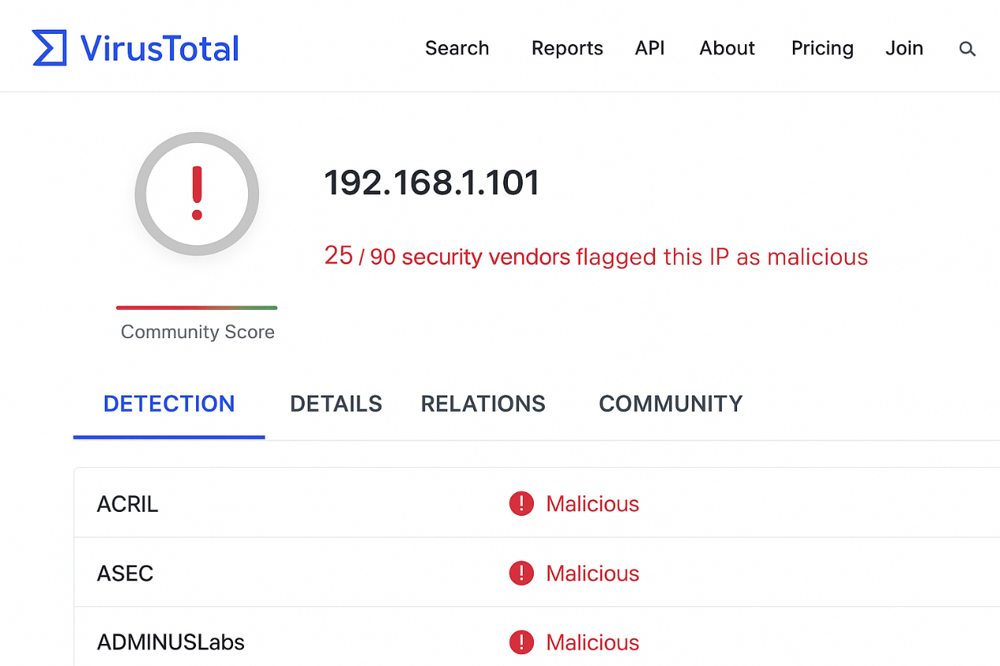 VirusTotal Search Reports API About Pricing Join
!
192.168.1.101
25 / 90 security vendors flagged this IP as malicious
Community Score
DETECTION DETAILS RELATIONS COMMUNITY
ACRIL ! Malicious
ASEC ! Malicious
ADMINUSLabs ! Malicious